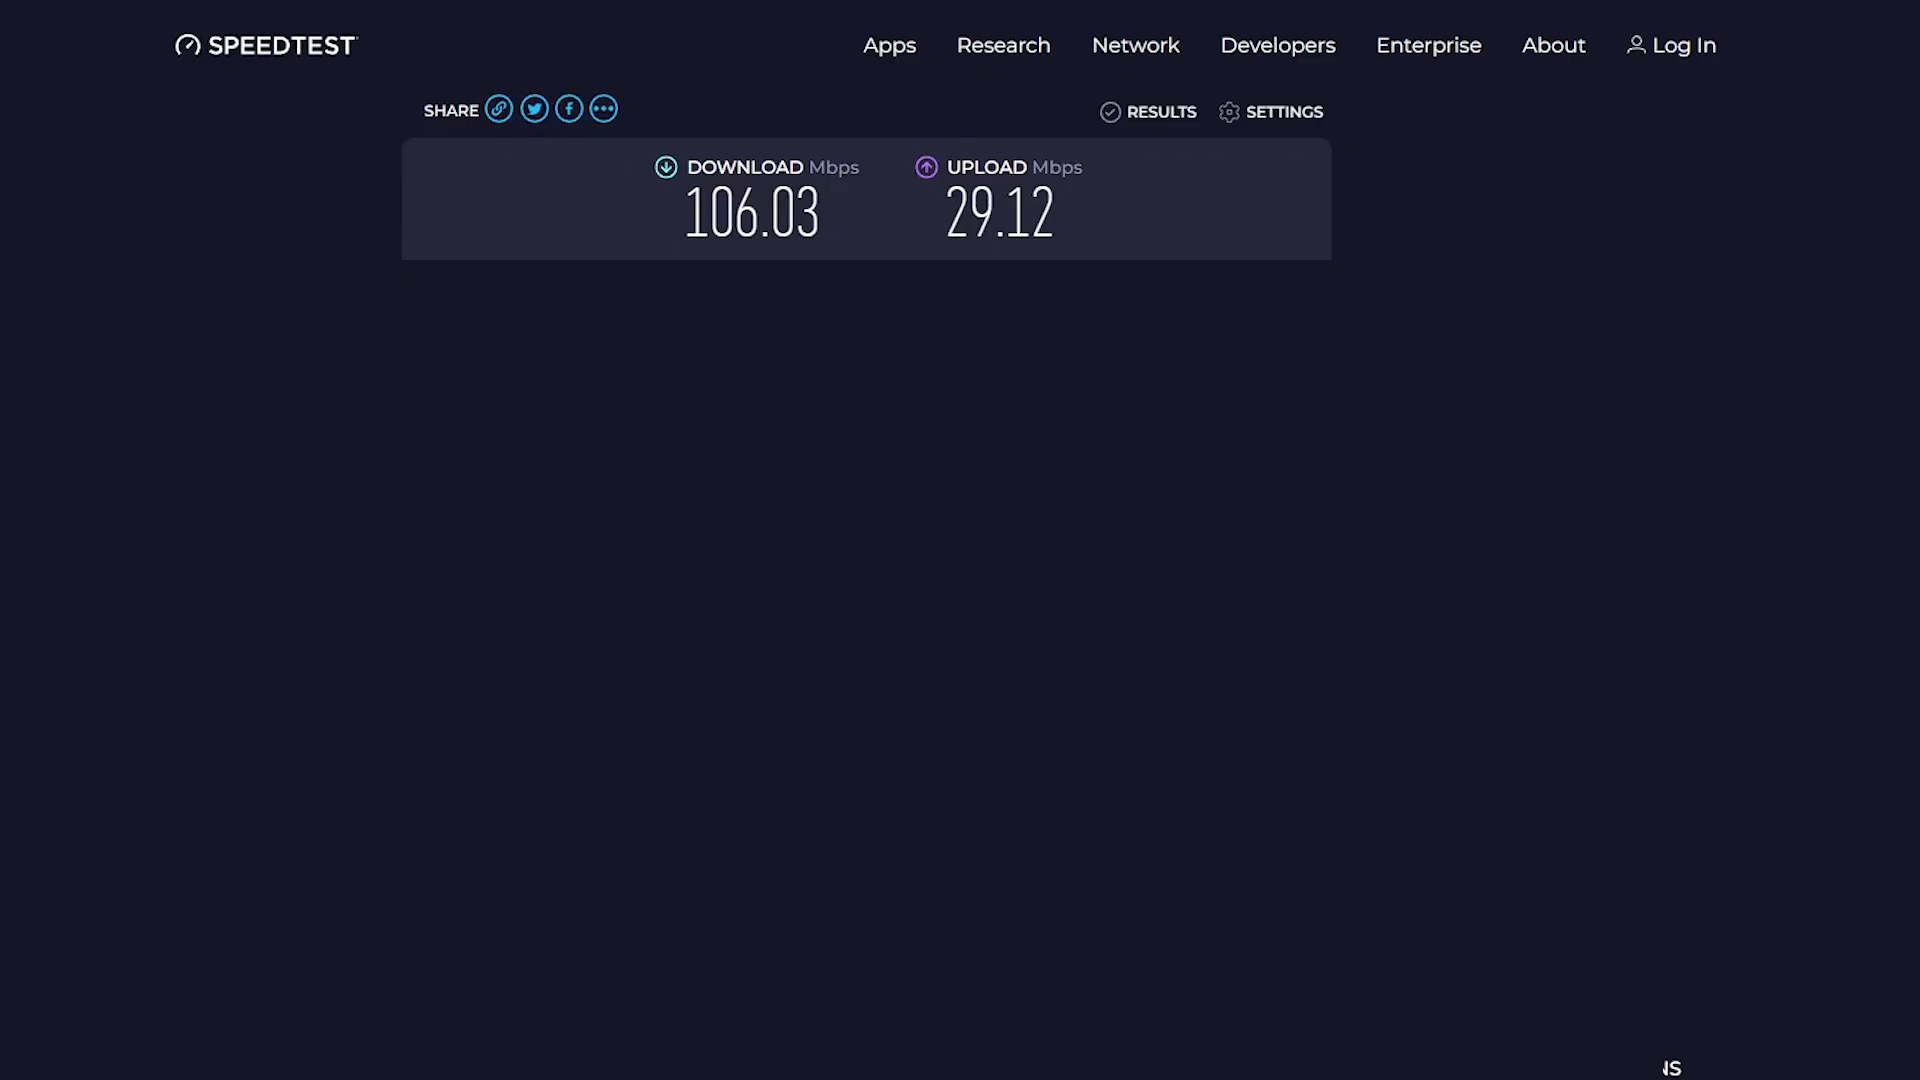 SPEEDTEST
Apps Research Network Developers Enterprise About Log In
SHARE
RESULTS SETTINGS
DOWNLOAD Mbps UPLOAD Mbps
106.03 29.12